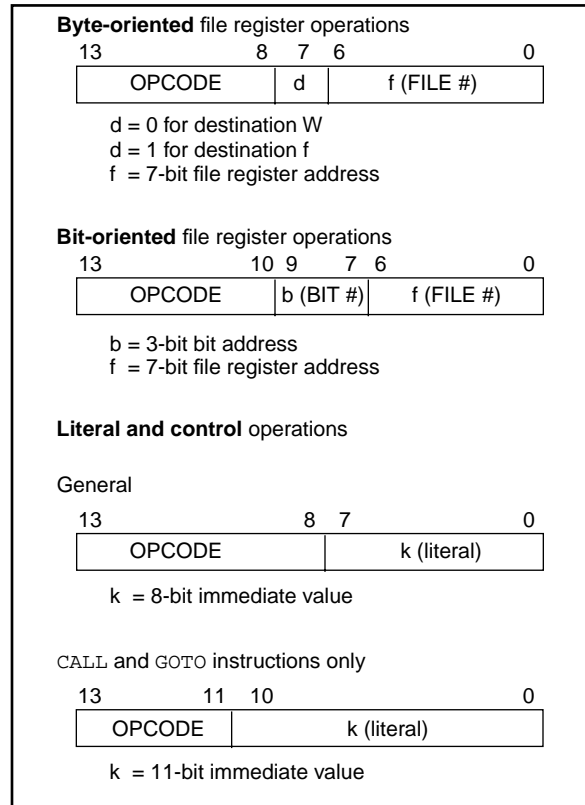 Byte-oriented file register operations
13 8 7 6 0
OPCODE d f (FILE #)
d = 0 for destination W
d = 1 for destination f
f = 7-bit file register address
Bit-oriented file register operations
13 10 9 7 6 0
OPCODE b (BIT #) f (FILE #)
b = 3-bit bit address
f = 7-bit file register address
Literal and control operations
General
13 8 7 0
OPCODE k (literal)
k = 8-bit immediate value
CALL and GOTO instructions only
13 11 10 0
OPCODE k (literal)
k = 11-bit immediate value